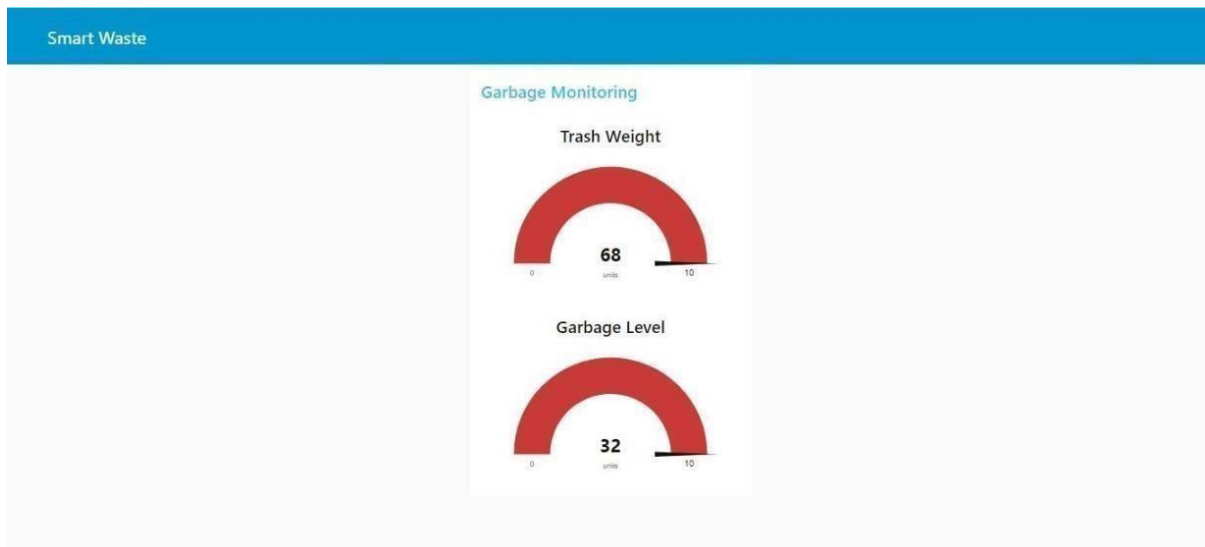 Smart Waste
Garbage Monitoring
Trash Weight
68
units
0
10
Garbage Level
32
units
0
10